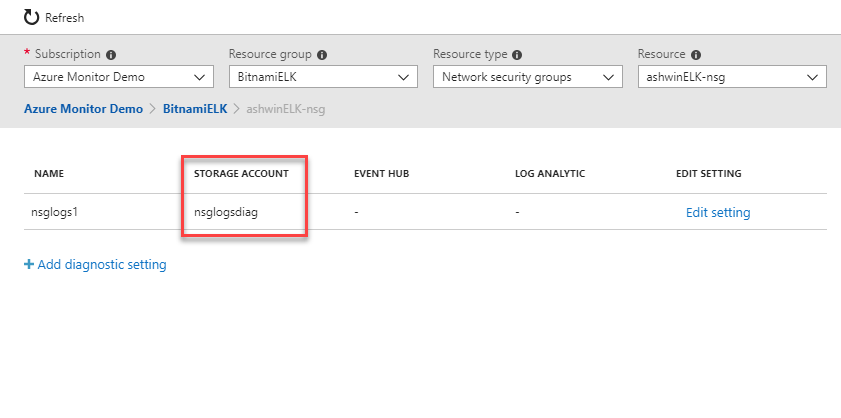 Refresh
* Subscription Resource group Resource type Resource
Azure Monitor Demo BitnamiELK Network security groups ashwinELK-nsg
Azure Monitor Demo > BitnamiELK > ashwinELK-nsg
NAME STORAGE ACCOUNT EVENT HUB LOG ANALYTIC EDIT SETTING
nsglogs1 nsglogsdiag - - Edit setting
+ Add diagnostic setting